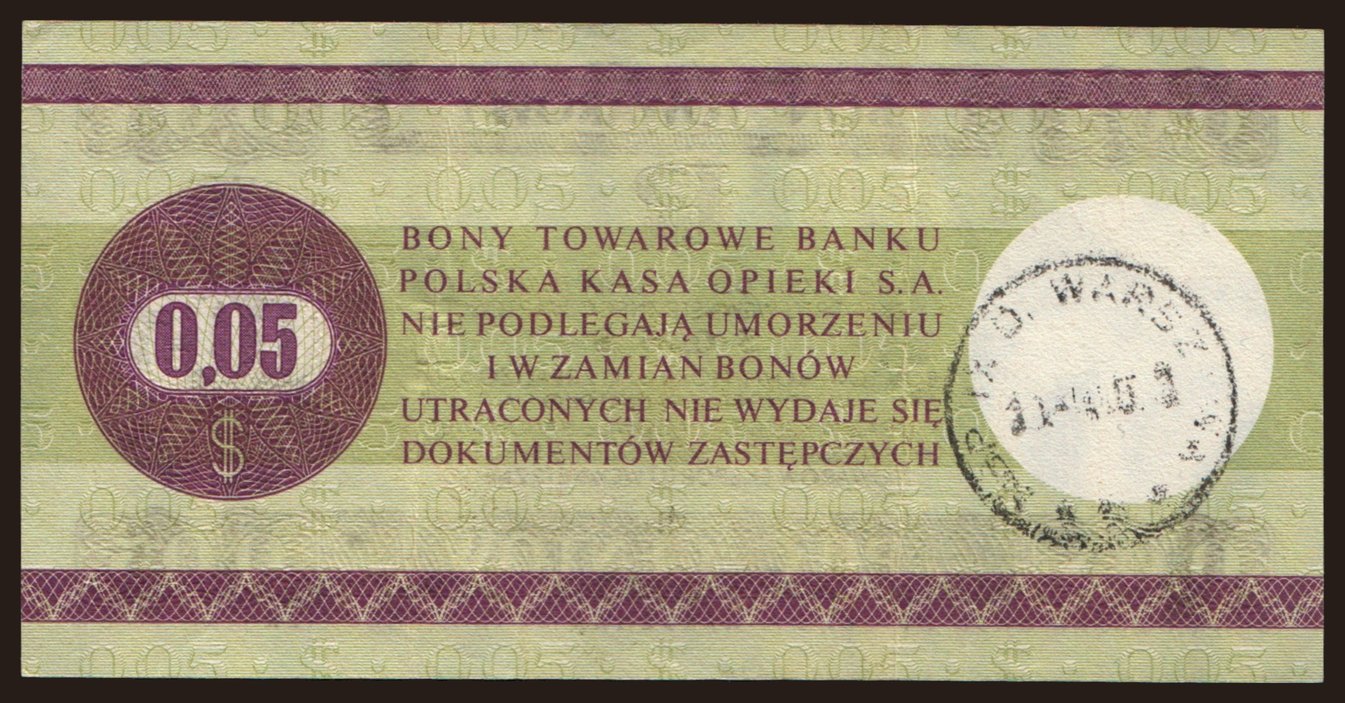 0,05
$
BONY TOWAROWE BANKU
POLSKA KASA OPIEKI S.A.
NIE PODLEGAJĄ UMORZENIU
I W ZAMIAN BONÓW
UTRACONYCH NIE WYDAJE SIĘ
DOKUMENTÓW ZASTĘPCZYCH
O. WARSZ